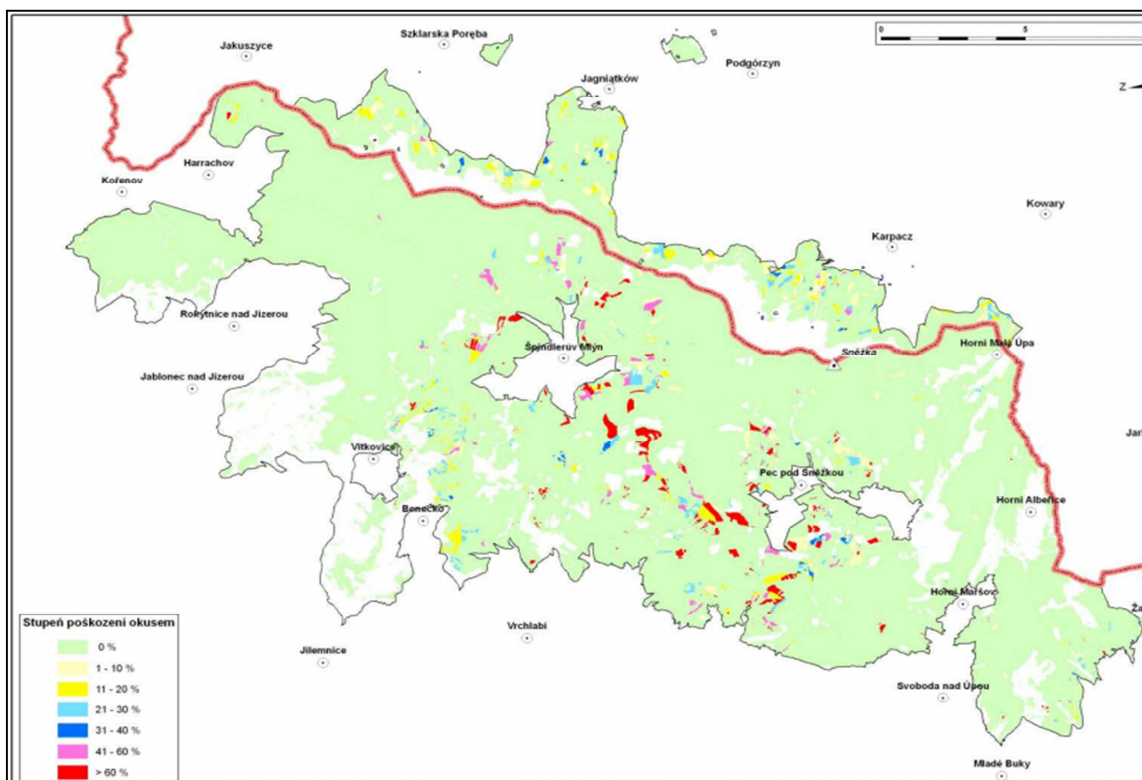 Szklarska Poręba
0 5
Jakuszyce
Podgórzyn
Jagniątków
Z
Harrachov
Kořenov
Kowary
Karpacz
Rokytnice nad Jizerou
Sněžka
Horní Malá Úpa
Špindlerův Mlýn
Jablonec nad Jizerou
Vítkovice
Pec pod Sněžkou
Horní Albeřice
Benecko
Horní Maršov
Vrchlabí
Jilemnice
Svoboda nad Úpou
Mladé Buky
Stupeň poškození okusem
0 %
1 - 10 %
11 - 20 %
21 - 30 %
31 - 40 %
41 - 60 %
> 60 %